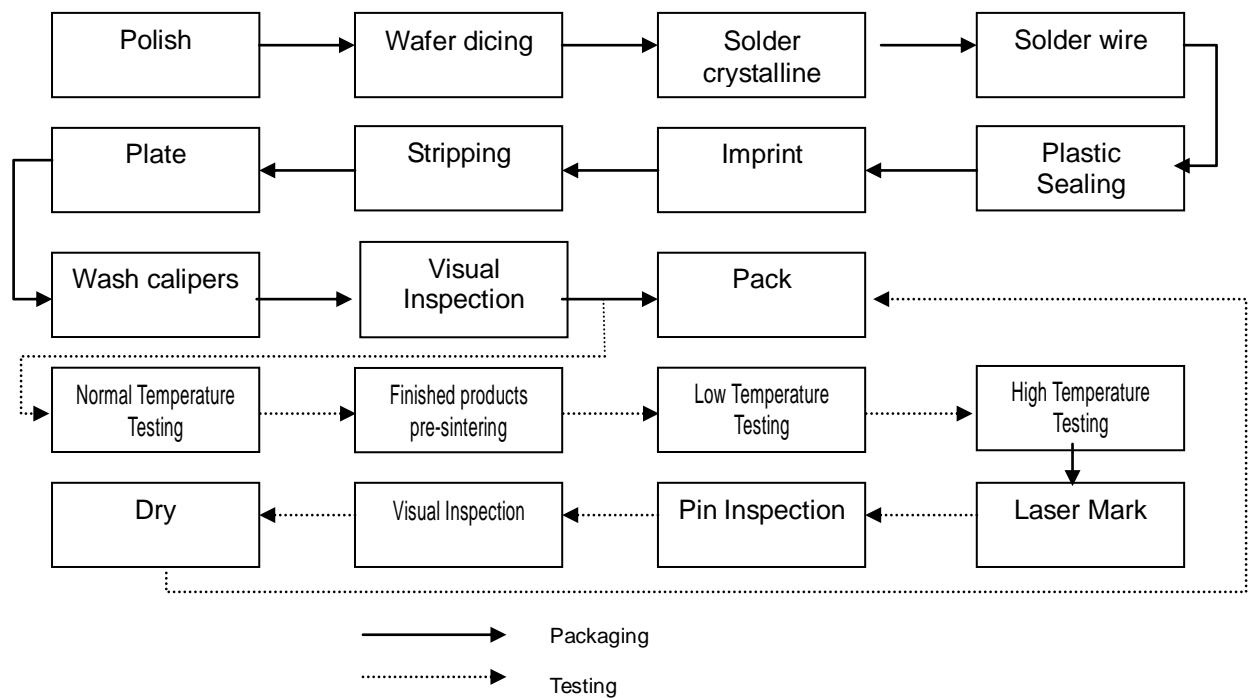 Polish
Wafer dicing
Solder
crystalline
Solder wire
Plate
Stripping
Imprint
Plastic
Sealing
Wash calipers
Visual
Inspection
Pack
Normal Temperature
Testing
Finished products
pre-sintering
Low Temperature
Testing
High Temperature
Testing
Dry
Visual Inspection
Pin Inspection
Laser Mark
Packaging
Testing